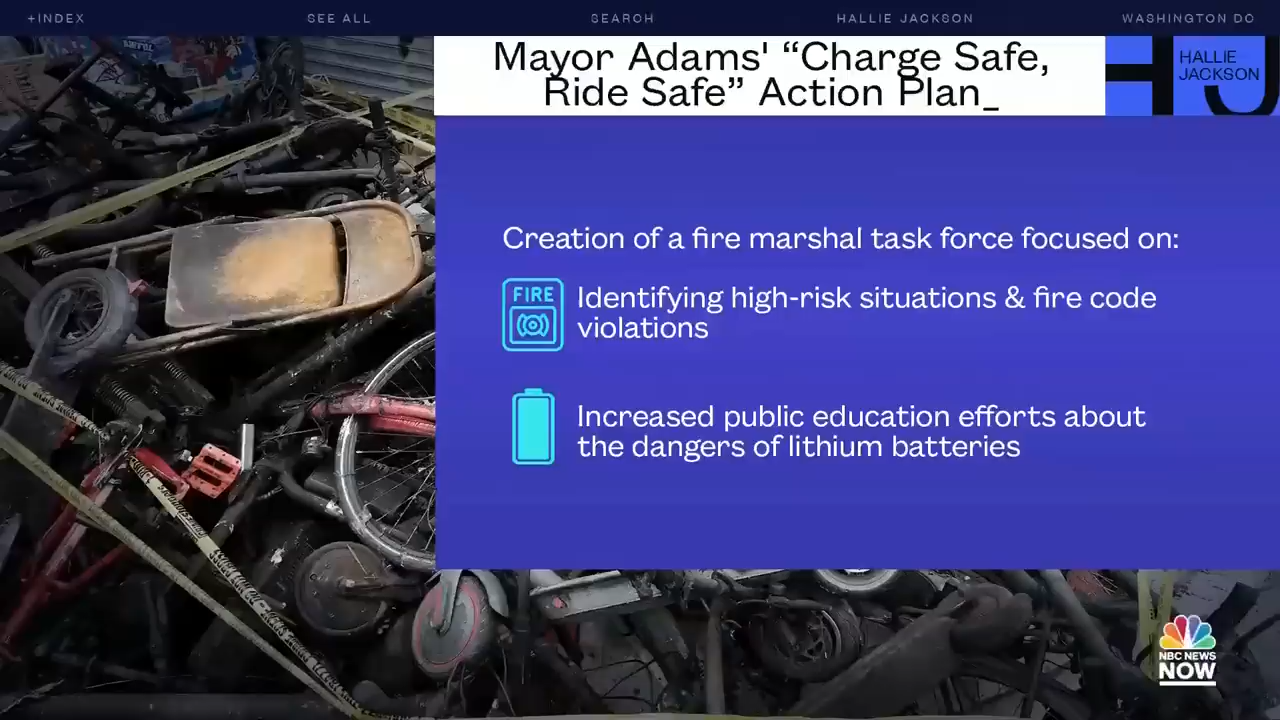 +INDEX
SEE ALL
SEARCH
HALLIE JACKSON
WASHINGTON DC
Mayor Adams' “Charge Safe,
Ride Safe” Action Plan_
HALLIE
JACKSON
Creation of a fire marshal task force focused on:
FIRE
Identifying high-risk situations & fire code
violations
Increased public education efforts about
the dangers of lithium batteries
NBC NEWS
NOW